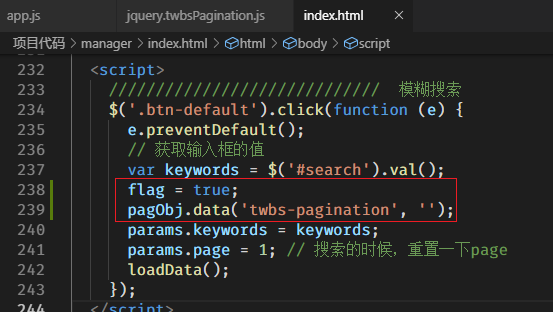 app.js jquery.twbsPagination.js index.html
项目代码 > manager > index.html > html > body > script
232 <script>
233 ///////////////////////////// 模糊搜索
234 $('.btn-default').click(function (e) {
235 e.preventDefault();
236 // 获取输入框的值
237 var keywords = $('#search').val();
238 flag = true;
239 pagObj.data('twbs-pagination', '');
240 params.keywords = keywords;
241 params.page = 1; // 搜索的时候，重置一下page
242 loadData();
243 });
244 </script>